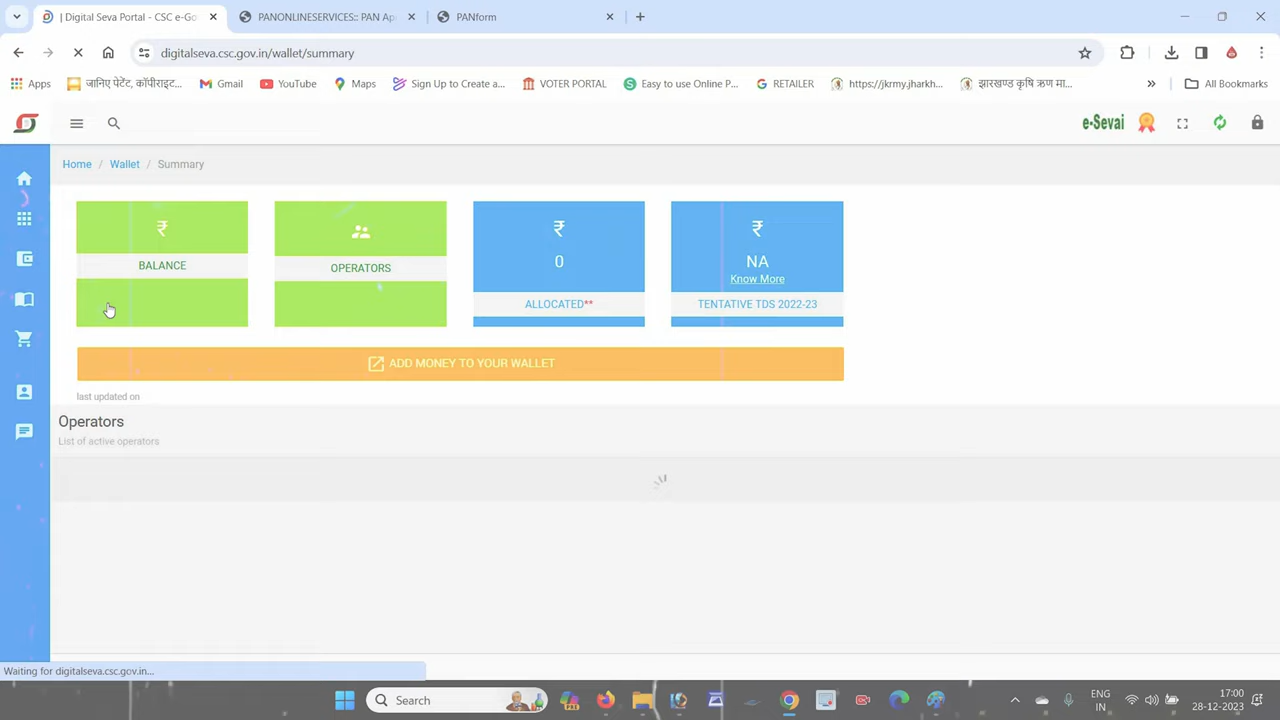 | Digital Seva Portal - CSC e-Go
PANONLINESERVICES:: PAN Ap
PANform
digitalseva.csc.gov.in/wallet/summary
Apps
जानिए पेटेंट, कॉपीराइट...
Gmail
YouTube
Maps
Sign Up to Create a...
VOTER PORTAL
Easy to use Online P...
RETAILER
https://jkrmy.jharkh...
झारखण्ड कृषि ऋण मा...
»
All Bookmarks
e-Sevai
Home / Wallet / Summary
₹
₹
₹
0
NA
Know More
BALANCE
OPERATORS
ALLOCATED**
TENTATIVE TDS 2022-23
ADD MONEY TO YOUR WALLET
last updated on
Operators
List of active operators
Waiting for digitalseva.csc.gov.in...
Search
ENG
IN
17:00
28-12-2023